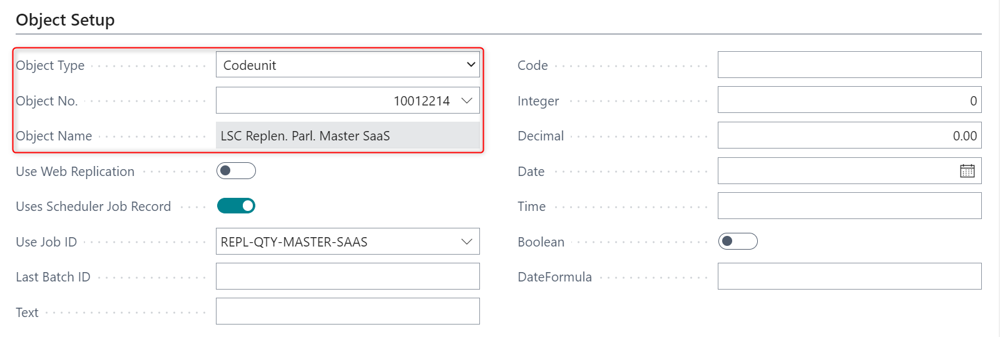 Object Setup
Object Type Codeunit
Object No. 10012214
Object Name LSC Replen. Parl. Master SaaS
Use Web Replication
Uses Scheduler Job Record
Use Job ID REPL-QTY-MASTER-SAAS
Last Batch ID
Text
Code
Integer 0
Decimal 0.00
Date
Time
Boolean
DateFormula